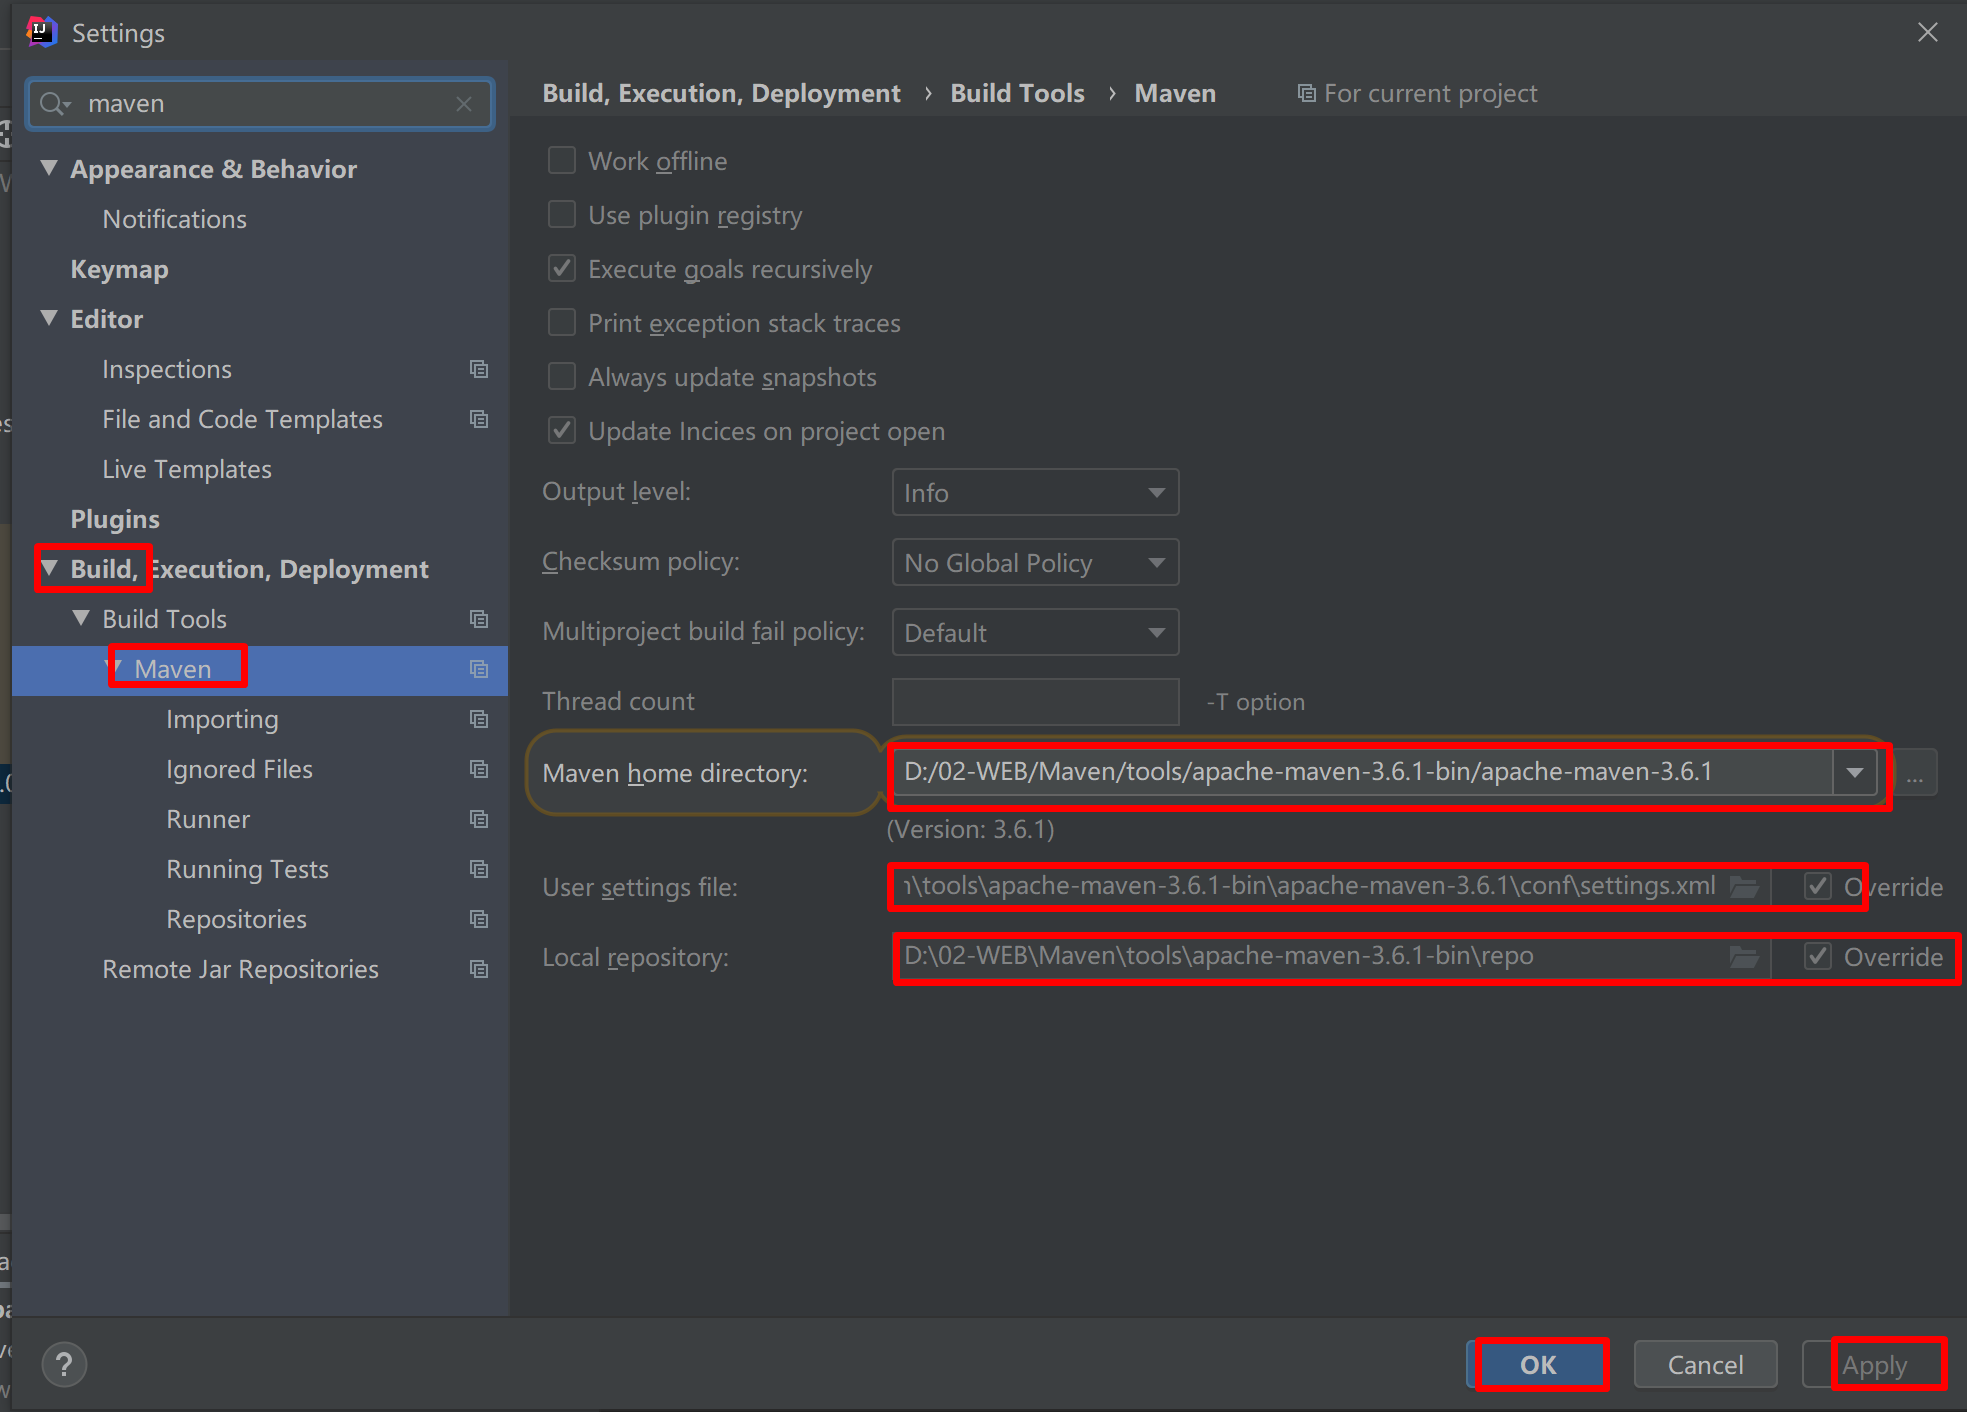 Settings
maven
Appearance & Behavior
Notifications
Keymap
Editor
Inspections
File and Code Templates
Live Templates
Plugins
Build, Execution, Deployment
Build Tools
Maven
Importing
Ignored Files
Runner
Running Tests
Repositories
Remote Jar Repositories
Build, Execution, Deployment › Build Tools › Maven For current project
Work offline
Use plugin registry
Execute goals recursively
Print exception stack traces
Always update snapshots
Update Incices on project open
Output level: Info
Checksum policy: No Global Policy
Multiproject build fail policy: Default
Thread count -T option
Maven home directory: D:/02-WEB/Maven/tools/apache-maven-3.6.1-bin/apache-maven-3.6.1 ...
(Version: 3.6.1)
User settings file: \tools\apache-maven-3.6.1-bin\apache-maven-3.6.1\conf\settings.xml Override
Local repository: D:\02-WEB\Maven\tools\apache-maven-3.6.1-bin\repo Override
? OK Cancel Apply